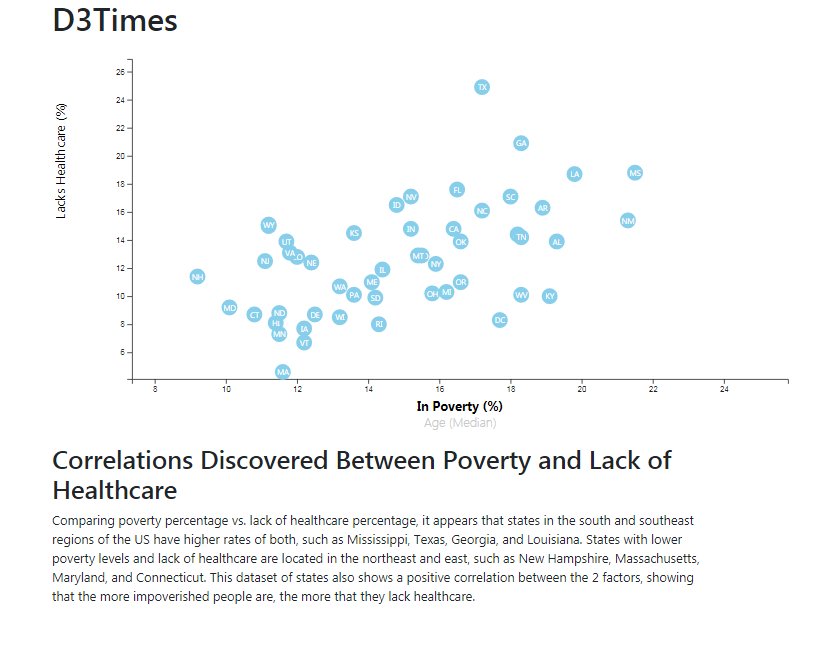 D3Times
26
24
22
20
18
16
14
12
10
8
6
Lacks Healthcare (%)
TX
GA
LA
MS
FL
NV
SC
ID
NC
AR
NM
WY
KS
IN
CA
OK
TN
AL
UT
VA
NJ
NE
MT
NY
IL
NH
WA
ME
PA
SD
OR
OH
MI
WV
KY
MD
CT
ND
DE
WI
HI
IA
RI
DC
MN
VT
MA
8
10
12
14
16
18
20
22
24
In Poverty (%)
Age (Median)
Correlations Discovered Between Poverty and Lack of
Healthcare
Comparing poverty percentage vs. lack of healthcare percentage, it appears that states in the south and southeast
regions of the US have higher rates of both, such as Mississippi, Texas, Georgia, and Louisiana. States with lower
poverty levels and lack of healthcare are located in the northeast and east, such as New Hampshire, Massachusetts,
Maryland, and Connecticut. This dataset of states also shows a positive correlation between the 2 factors, showing
that the more impoverished people are, the more that they lack healthcare.